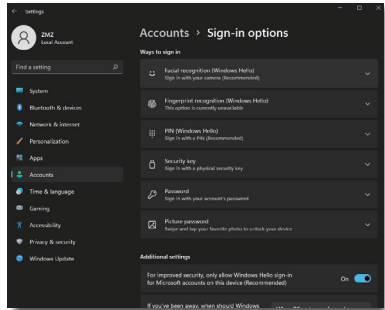 Settings
ZMZ
Local Account
Find a setting
System
Bluetooth & devices
Network & internet
Personalization
Apps
Accounts
Time & language
Gaming
Accessibility
Privacy & security
Windows Update
Accounts > Sign-in options
Ways to sign in
Facial recognition (Windows Hello)
Sign in with your camera (Recommended)
Fingerprint recognition (Windows Hello)
This option is currently unavailable
PIN (Windows Hello)
Sign in with a PIN (Recommended)
Security key
Sign in with a physical security key
Password
Sign in with your account's password
Picture password
Swipe and tap your favorite photo to unlock your device
Additional settings
For improved security, only allow Windows Hello sign-in
for Microsoft accounts on this device (Recommended)
On
If you've been away, when should Windows